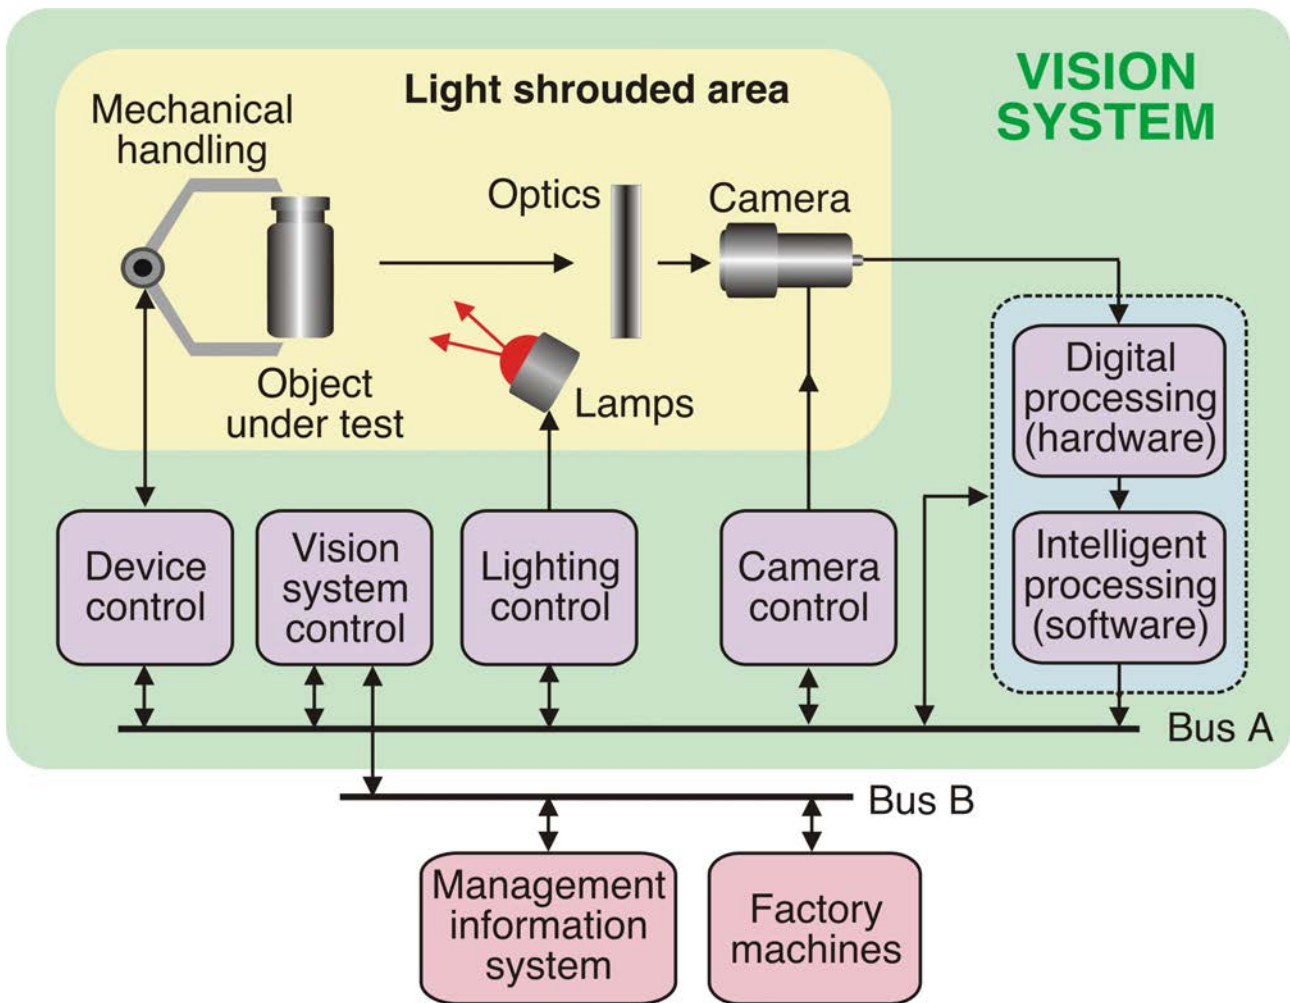 VISION
SYSTEM
Light shrouded area
Mechanical
handling
Optics
Camera
Object
under test
Lamps
Digital
processing
(hardware)
Device
control
Vision
system
control
Lighting
control
Camera
control
Intelligent
processing
(software)
Bus A
Bus B
Management
information
system
Factory
machines